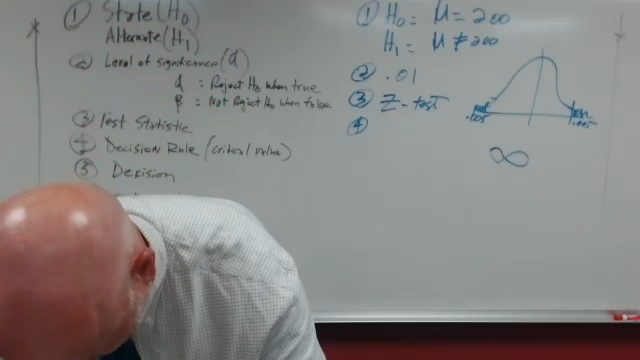 ① State (H₀)
Alternate (H₁)
② Level of significance (α)
α = Reject H₀ when true
β = Not Reject H₀ when false
③ Test Statistic
④ Decision Rule (critical value)
⑤ Decision
① H₀: μ = 200
H₁: μ ≠ 200
② .01
③ Z-test
④
.005 .005
∞